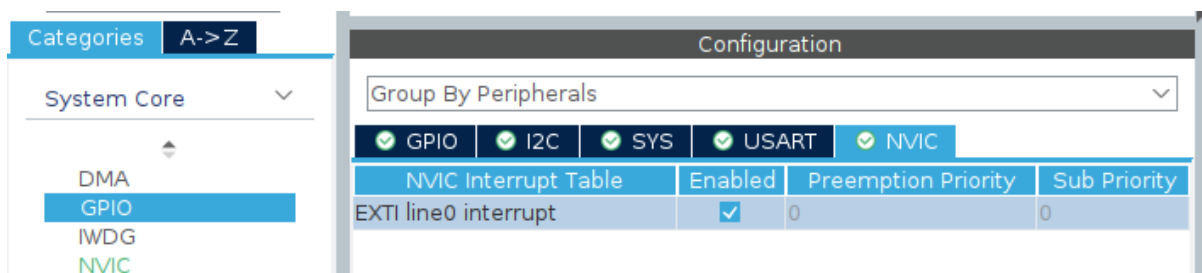 Categories A->Z
System Core
DMA
GPIO
IWDG
NVIC
Configuration
Group By Peripherals
GPIO I2C SYS USART NVIC
NVIC Interrupt Table Enabled Preemption Priority Sub Priority
EXTI line0 interrupt 0 0